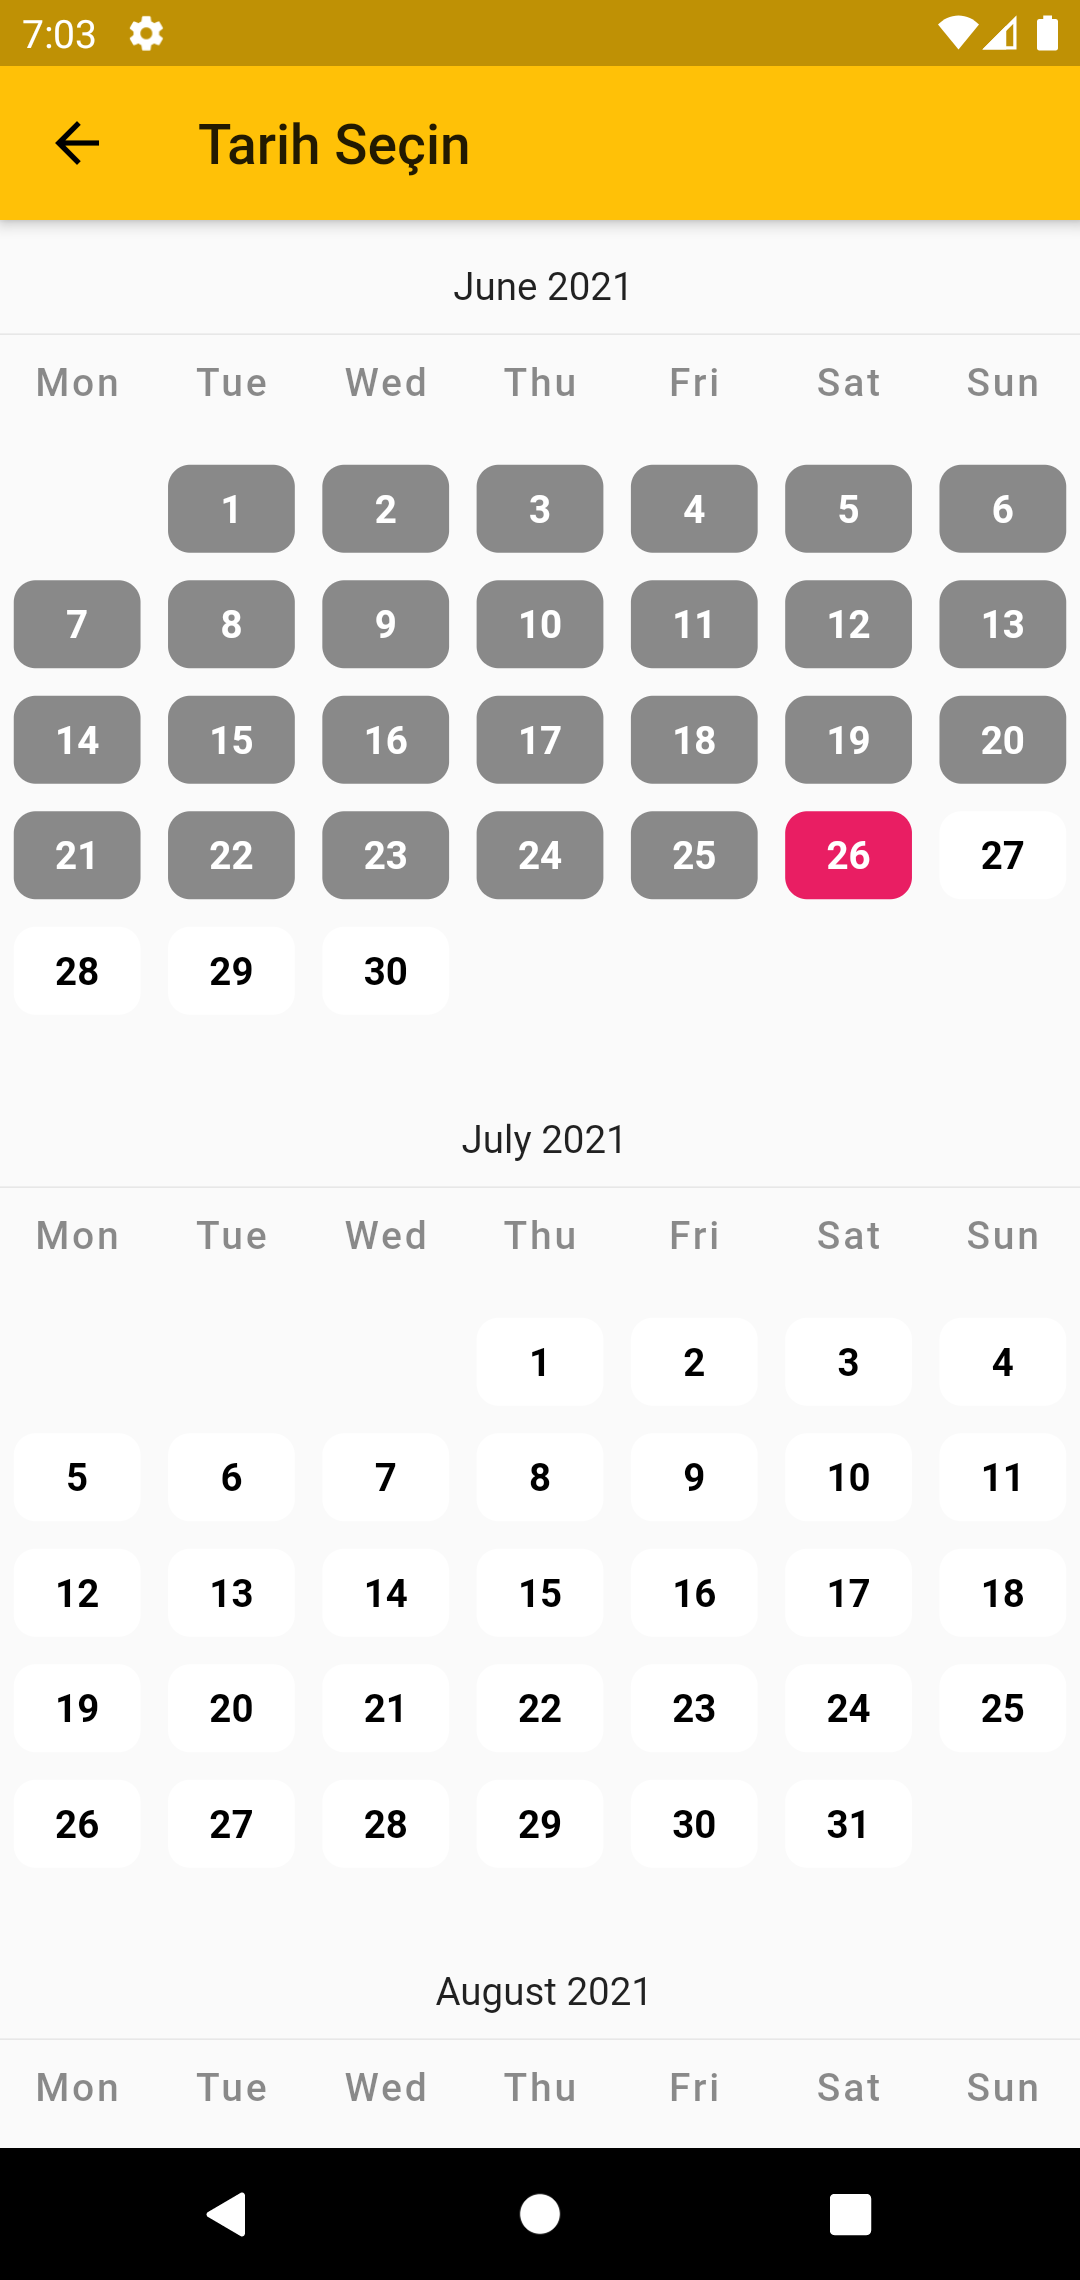 7:03
Tarih Seçin
June 2021
Mon Tue Wed Thu Fri Sat Sun
1 2 3 4 5 6
7 8 9 10 11 12 13
14 15 16 17 18 19 20
21 22 23 24 25 26 27
28 29 30
July 2021
Mon Tue Wed Thu Fri Sat Sun
1 2 3 4
5 6 7 8 9 10 11
12 13 14 15 16 17 18
19 20 21 22 23 24 25
26 27 28 29 30 31
August 2021
Mon Tue Wed Thu Fri Sat Sun